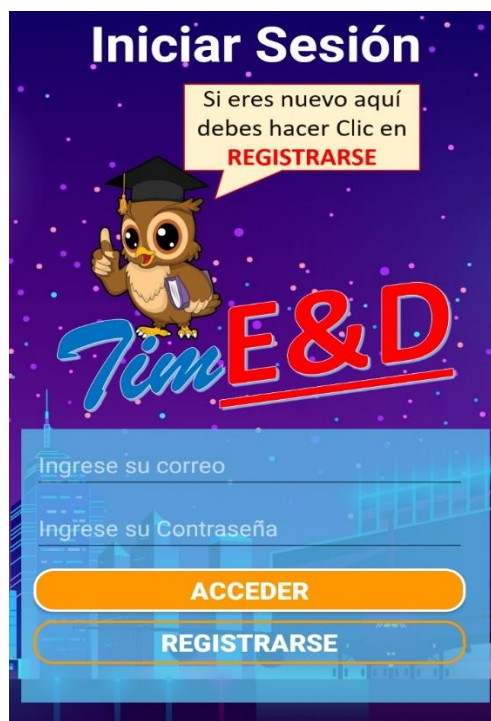 Iniciar Sesión
Si eres nuevo aquí
debes hacer Clic en
REGISTRARSE
TimE&D
Ingrese su correo
Ingrese su Contraseña
ACCEDER
REGISTRARSE